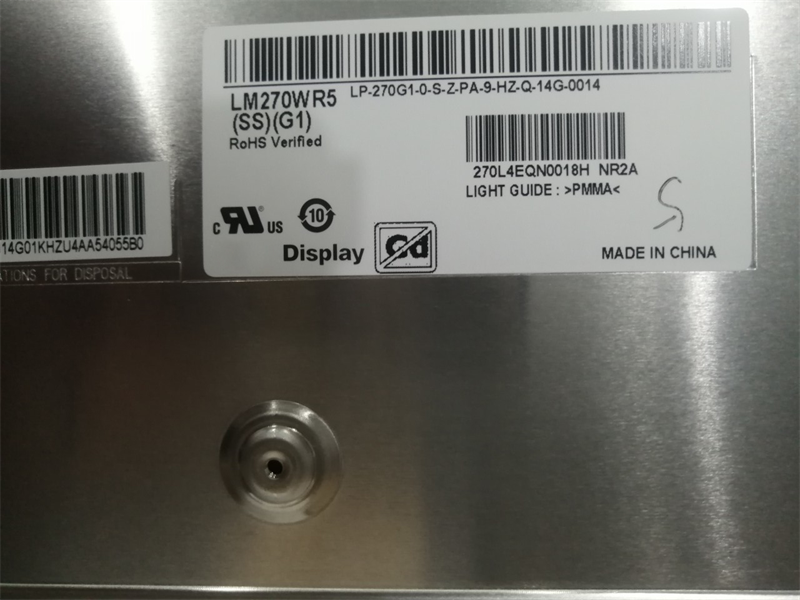 LM270WR5
(SS)(G1)
RoHS Verified
LP-270G1-0-S-Z-PA-9-HZ-Q-14G-0014
270L4EQN0018H NR2A
LIGHT GUIDE : >PMMA<
c RU US
10
Display
Cd
MADE IN CHINA
14G01KHZU4AA54055B0
FOR DISPOSAL